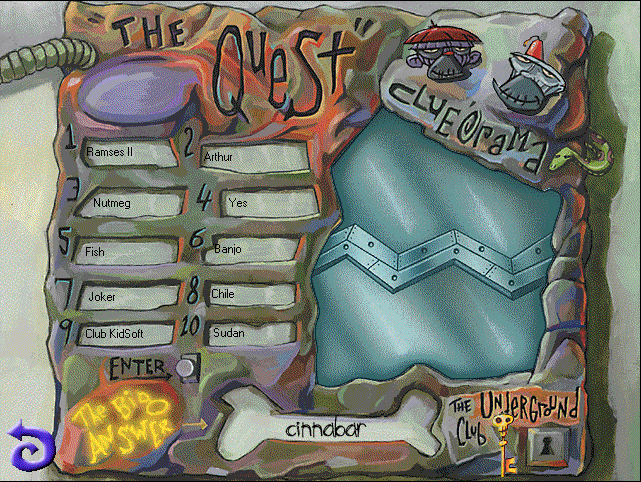 "THE QUEST"
CLUE'ORAMA
1 Ramses II 2 Arthur
3 Nutmeg 4 Yes
5 Fish 6 Banjo
7 Joker 8 Chile
9 Club KidSoft 10 Sudan
ENTER
The Big ANSWER
cinnabar
THE UNDERGROUND
CLUB